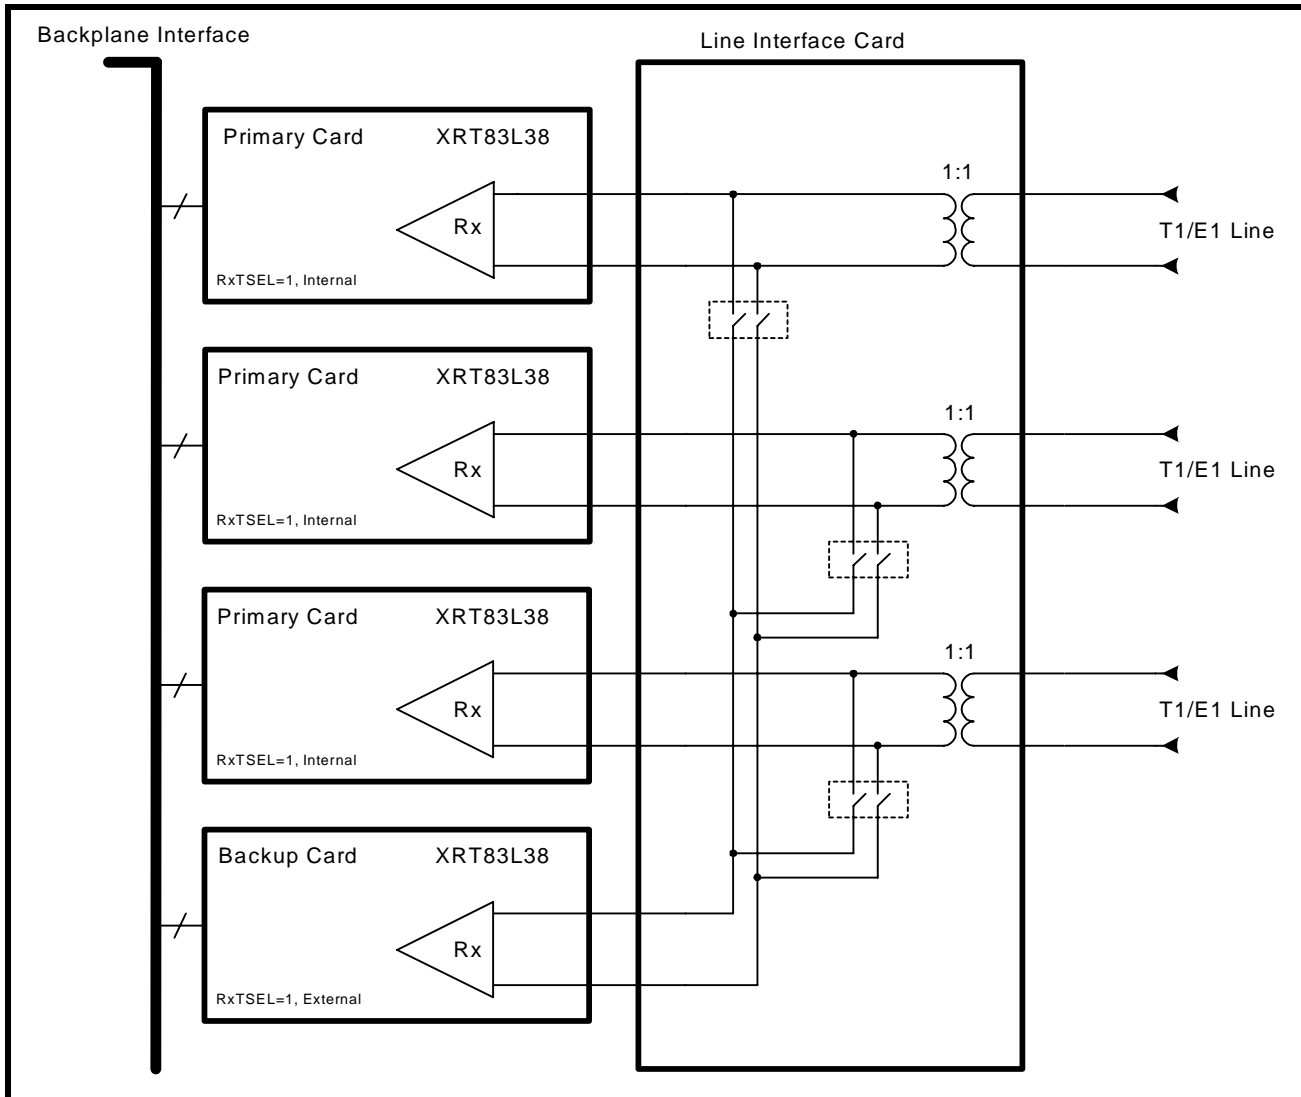 Backplane Interface
Line Interface Card
Primary Card XRT83L38
Rx
RxTSEL=1, Internal
1:1
T1/E1 Line
Primary Card XRT83L38
Rx
RxTSEL=1, Internal
1:1
T1/E1 Line
Primary Card XRT83L38
Rx
RxTSEL=1, Internal
1:1
T1/E1 Line
Backup Card XRT83L38
Rx
RxTSEL=1, External